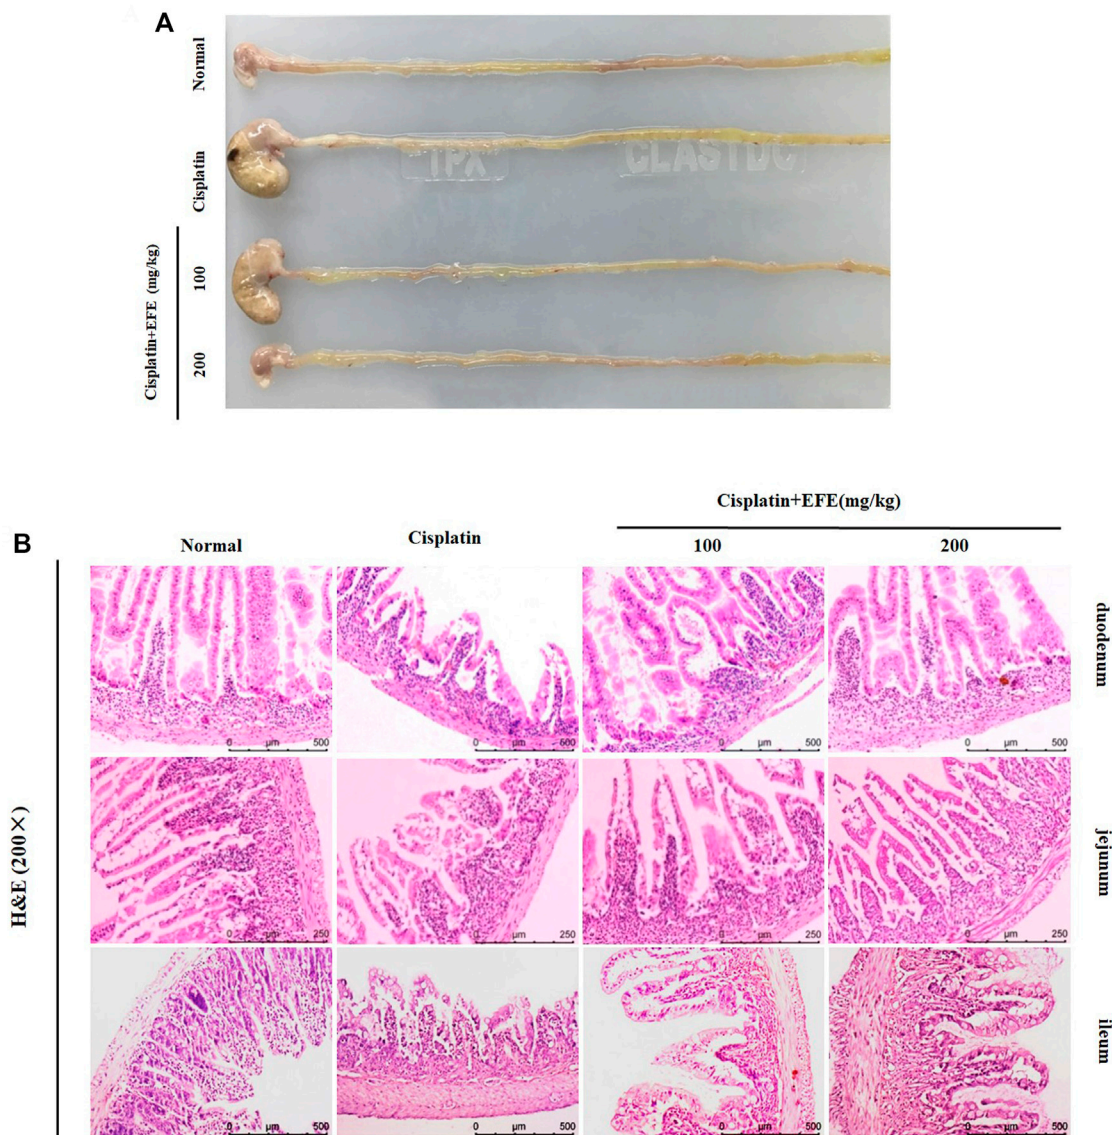 A
Normal
Cisplatin
Cisplatin+EFE (mg/kg)
100
200
TPX
CLASTDC
B
Cisplatin+EFE(mg/kg)
Normal
Cisplatin
100
200
H&E (200×)
duodenum
0 µm 500
0 µm 500
0 µm 500
0 µm 500
jejunum
0 µm 250
0 µm 250
0 µm 250
0 µm 250
ileum
0 µm 500
0 µm 500
0 µm 500
0 µm 500